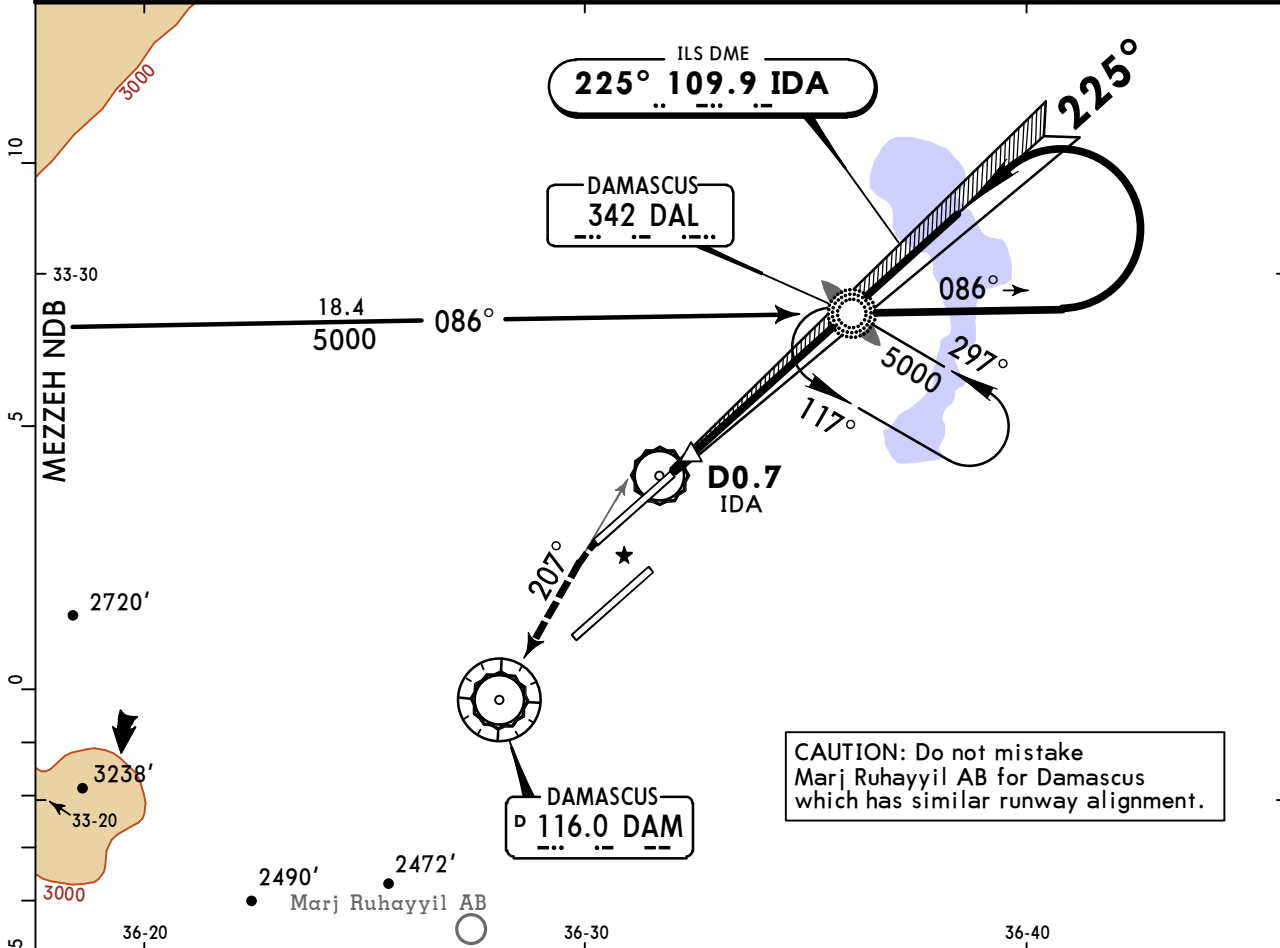 ILS DME
225° 109.9 IDA
225°
3000
10
DAMASCUS
342 DAL
33-30
086°
18.4
086°
5000
MEZZEH NDB
5000
297°
117°
5
D0.7
IDA
207°
2720'
0
3238'
33-20
CAUTION: Do not mistake
Marj Ruhayyil AB for Damascus
which has similar runway alignment.
DAMASCUS
D 116.0 DAM
2472'
2490'
3000
Marj Ruhayyil AB
5
36-20
36-30
36-40